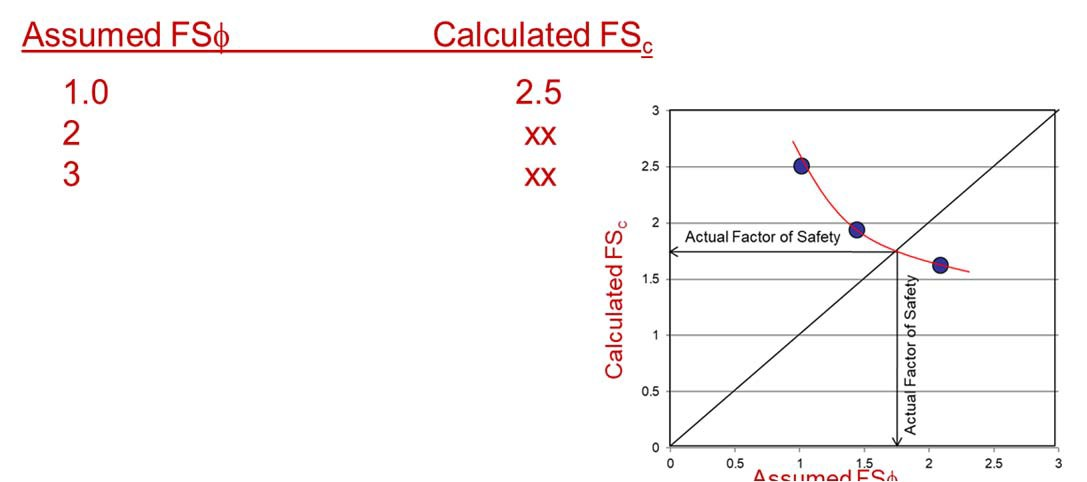 Assumed FSϕ Calculated FSc
1.0 2.5
2 xx
3 xx
3
2.5
2
1.5
1
0.5
0
Calculated FSc
Actual Factor of Safety
Actual Factor of Safety
0 0.5 1 1.5 2 2.5 3
Assumed FSϕ